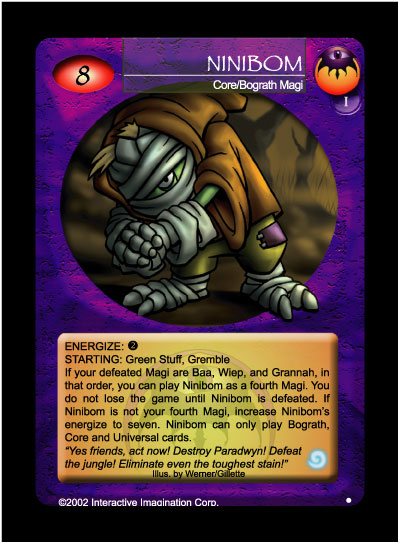 8
NINIBOM
Core/Bograth Magi
I
ENERGIZE: ❷
STARTING: Green Stuff, Gremble
If your defeated Magi are Baa, Wiep, and Grannah, in
that order, you can play Ninibom as a fourth Magi. You
do not lose the game until Ninibom is defeated. If
Ninibom is not your fourth Magi, increase Ninibom's
energize to seven. Ninibom can only play Bograth,
Core and Universal cards.
“Yes friends, act now! Destroy Paradwyn! Defeat
the jungle! Eliminate even the toughest stain!”
Illus. by Werner/Gillette
©2002 Interactive Imagination Corp.